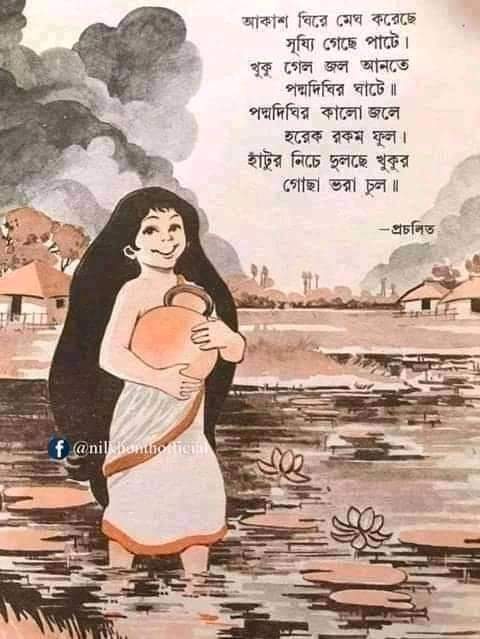 আকাশ ঘিরে মেঘ করেছে
সূয্যি গেছে পাটে।
খুকু গেল জল আনতে
পদ্মদিঘির ঘাটে॥
পদ্মদিঘির কালো জলে
হরেক রকম ফুল।
হাঁটুর নিচে দুলছে খুকুর
গোছা ভরা চুল॥
—প্রচলিত
f